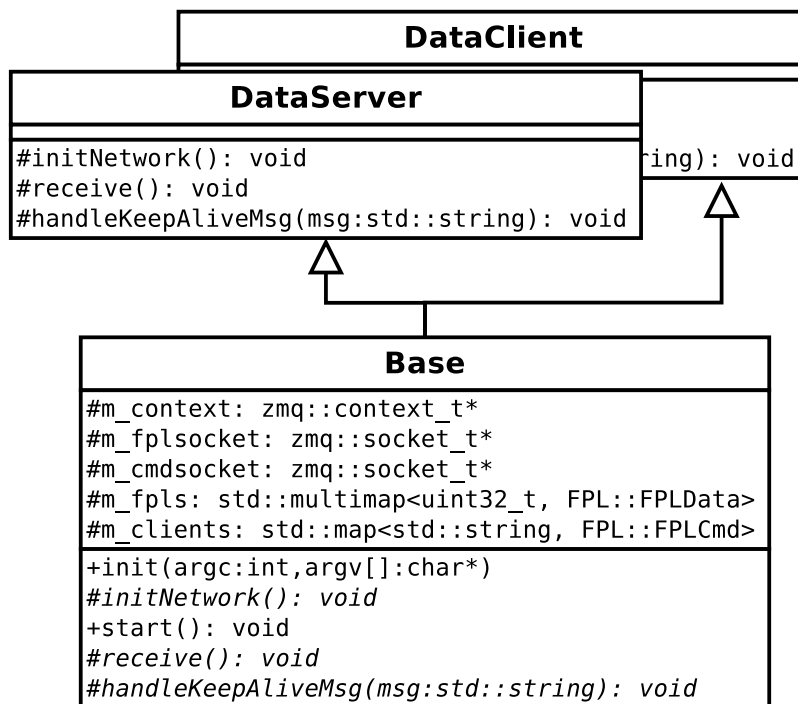 DataClient
DataServer
#initNetwork(): void
#receive(): void
ring): void
#handleKeepAliveMsg(msg:std::string): void
Base
#m_context: zmq::context_t*
#m_fplsocket: zmq::socket_t*
#m_cmdsocket: zmq::socket_t*
#m_fpls: std::multimap<uint32_t, FPL::FPLData>
#m_clients: std::map<std::string, FPL::FPLCmd>
+init(argc:int,argv[]:char*)
#initNetwork(): void
+start(): void
#receive(): void
#handleKeepAliveMsg(msg:std::string): void